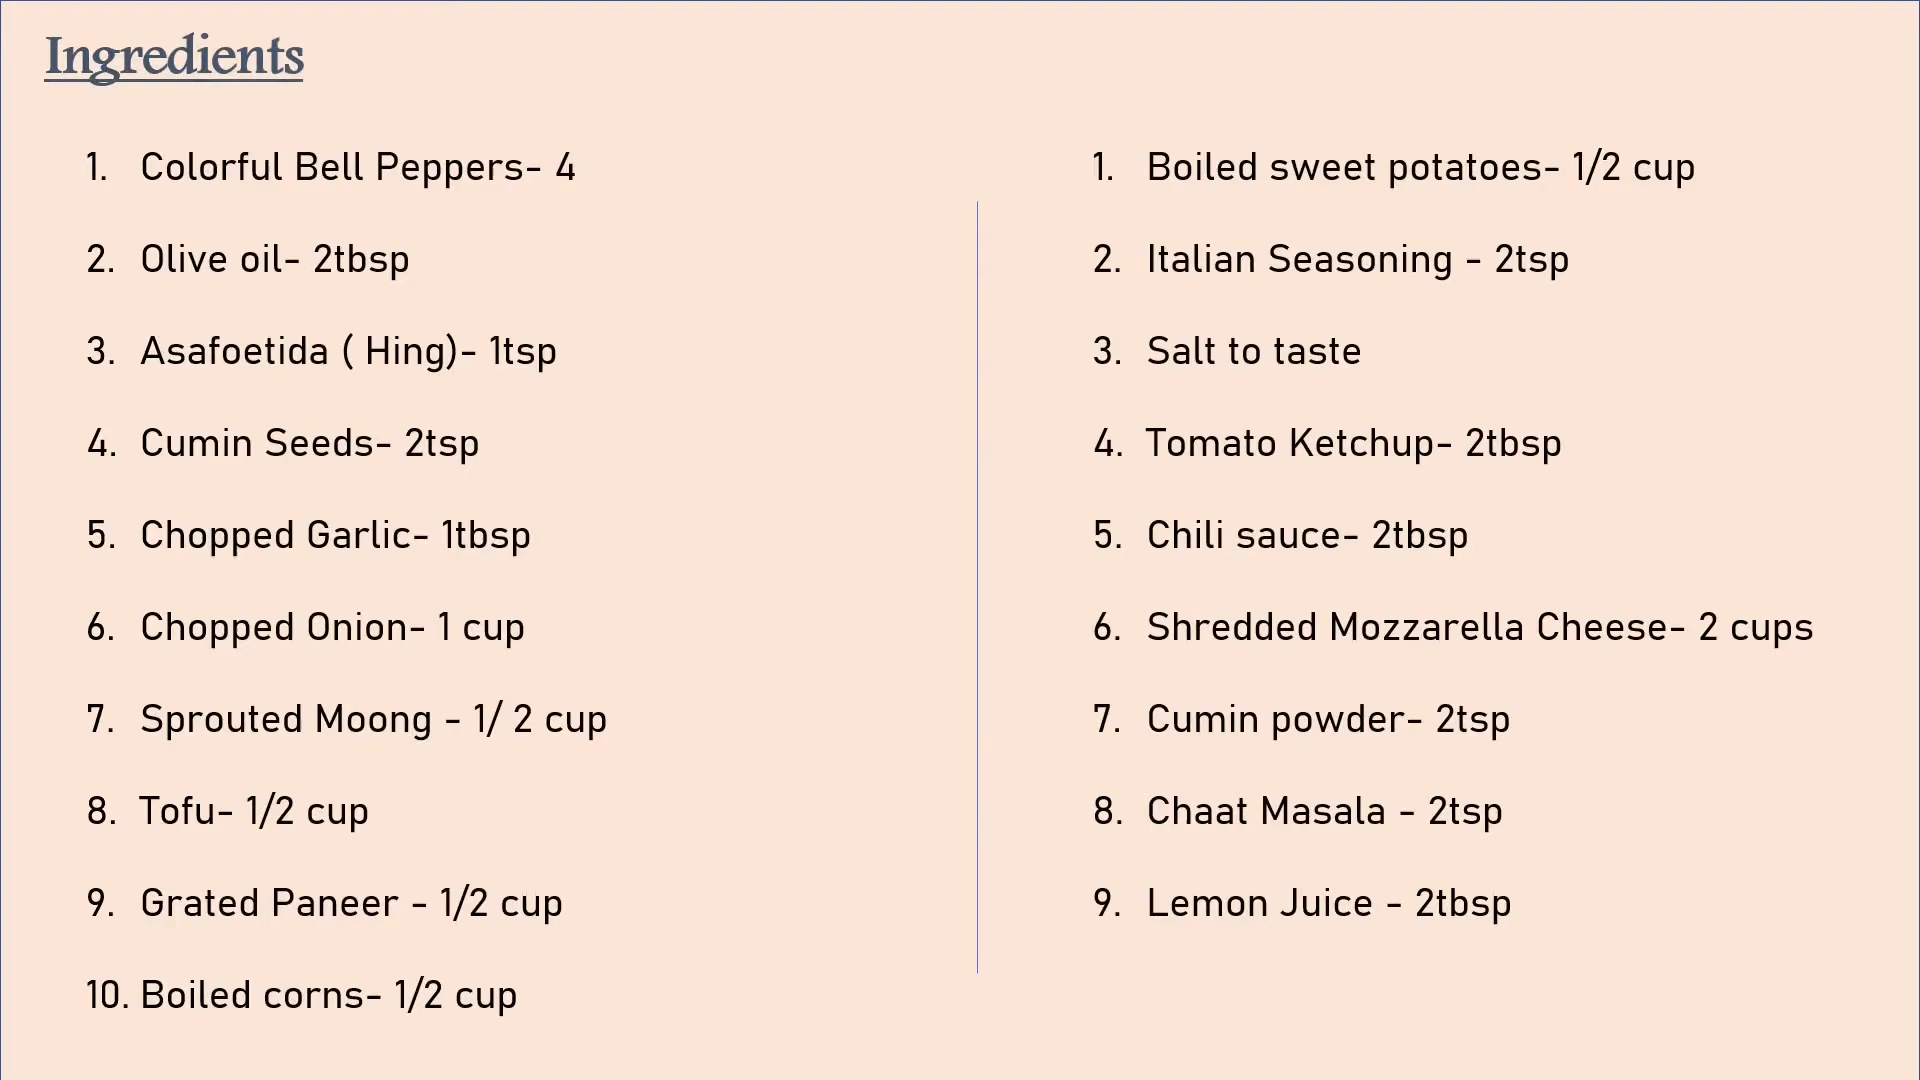 Ingredients
1. Colorful Bell Peppers- 4
2. Olive oil- 2tbsp
3. Asafoetida ( Hing)- 1tsp
4. Cumin Seeds- 2tsp
5. Chopped Garlic- 1tbsp
6. Chopped Onion- 1 cup
7. Sprouted Moong - 1/ 2 cup
8. Tofu- 1/2 cup
9. Grated Paneer - 1/2 cup
10. Boiled corns- 1/2 cup
1. Boiled sweet potatoes- 1/2 cup
2. Italian Seasoning - 2tsp
3. Salt to taste
4. Tomato Ketchup- 2tbsp
5. Chili sauce- 2tbsp
6. Shredded Mozzarella Cheese- 2 cups
7. Cumin powder- 2tsp
8. Chaat Masala - 2tsp
9. Lemon Juice - 2tbsp